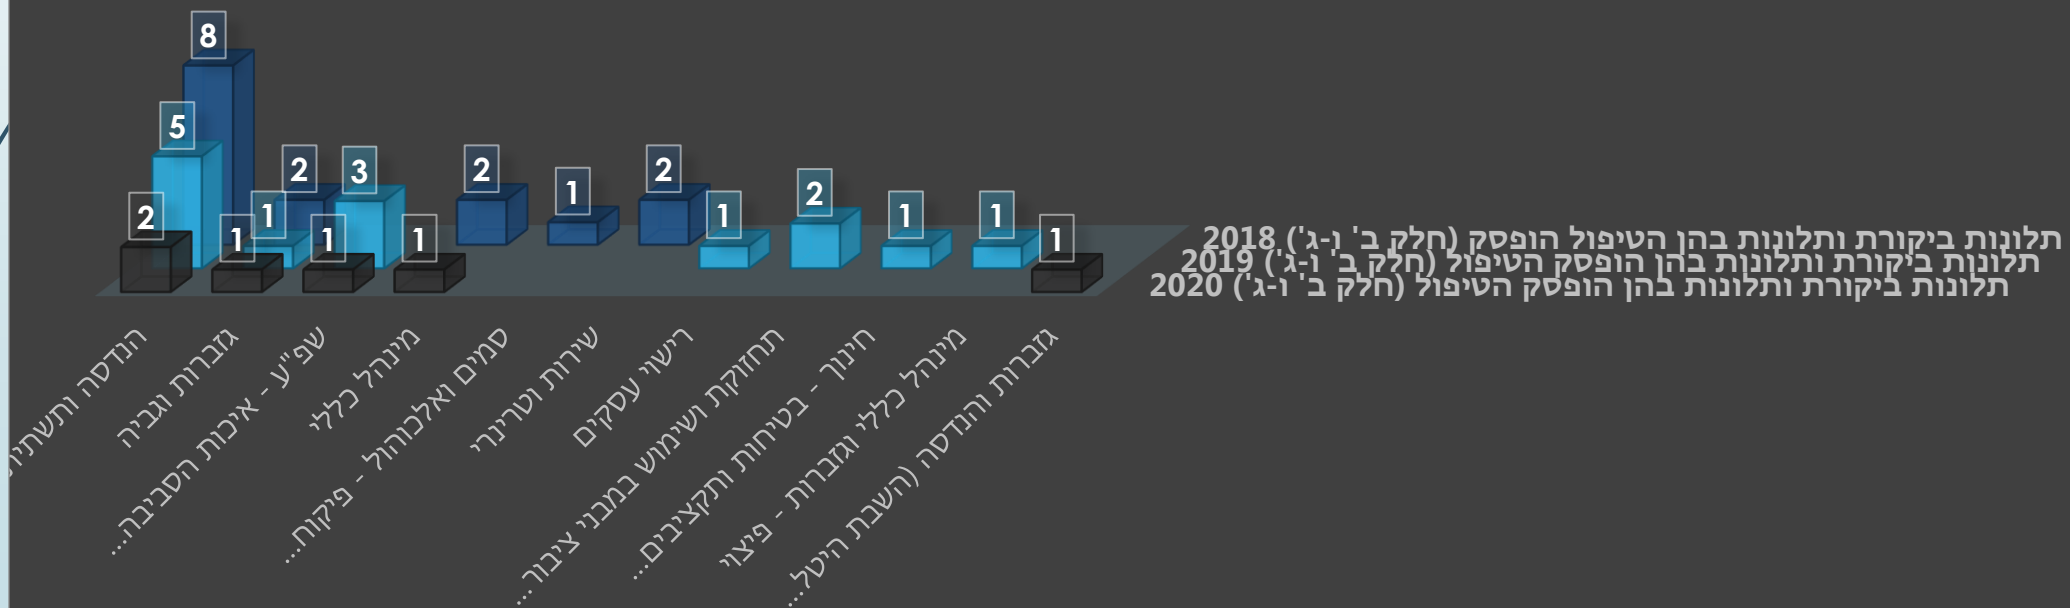 8
5
2
3
2
2
2
1
2
1
1
1
1
1
1
1
1
תלונות ביקורת ותלונות בהן הטיפול הופסק (חלק ב' ו-ג') 2018
תלונות ביקורת ותלונות בהן הופסק הטיפול (חלק ב' ו-ג') 2019
תלונות ביקורת ותלונות בהן הופסק הטיפול (חלק ב' ו-ג') 2020
הנדסה
גזברות וגביה
שפ"ע - איכות הסביבה...
מינהל כללי
סמים ואלכוהול - פיקוח...
שירות וטרינרי
רישוי עסקים
תחזוקת ושימוש במבני ציבור...
חינוך - בטיחות ותקציבים...
מינהל כללי וגזברות - פיצוי
גזברות והנדסה (השבת היטל...